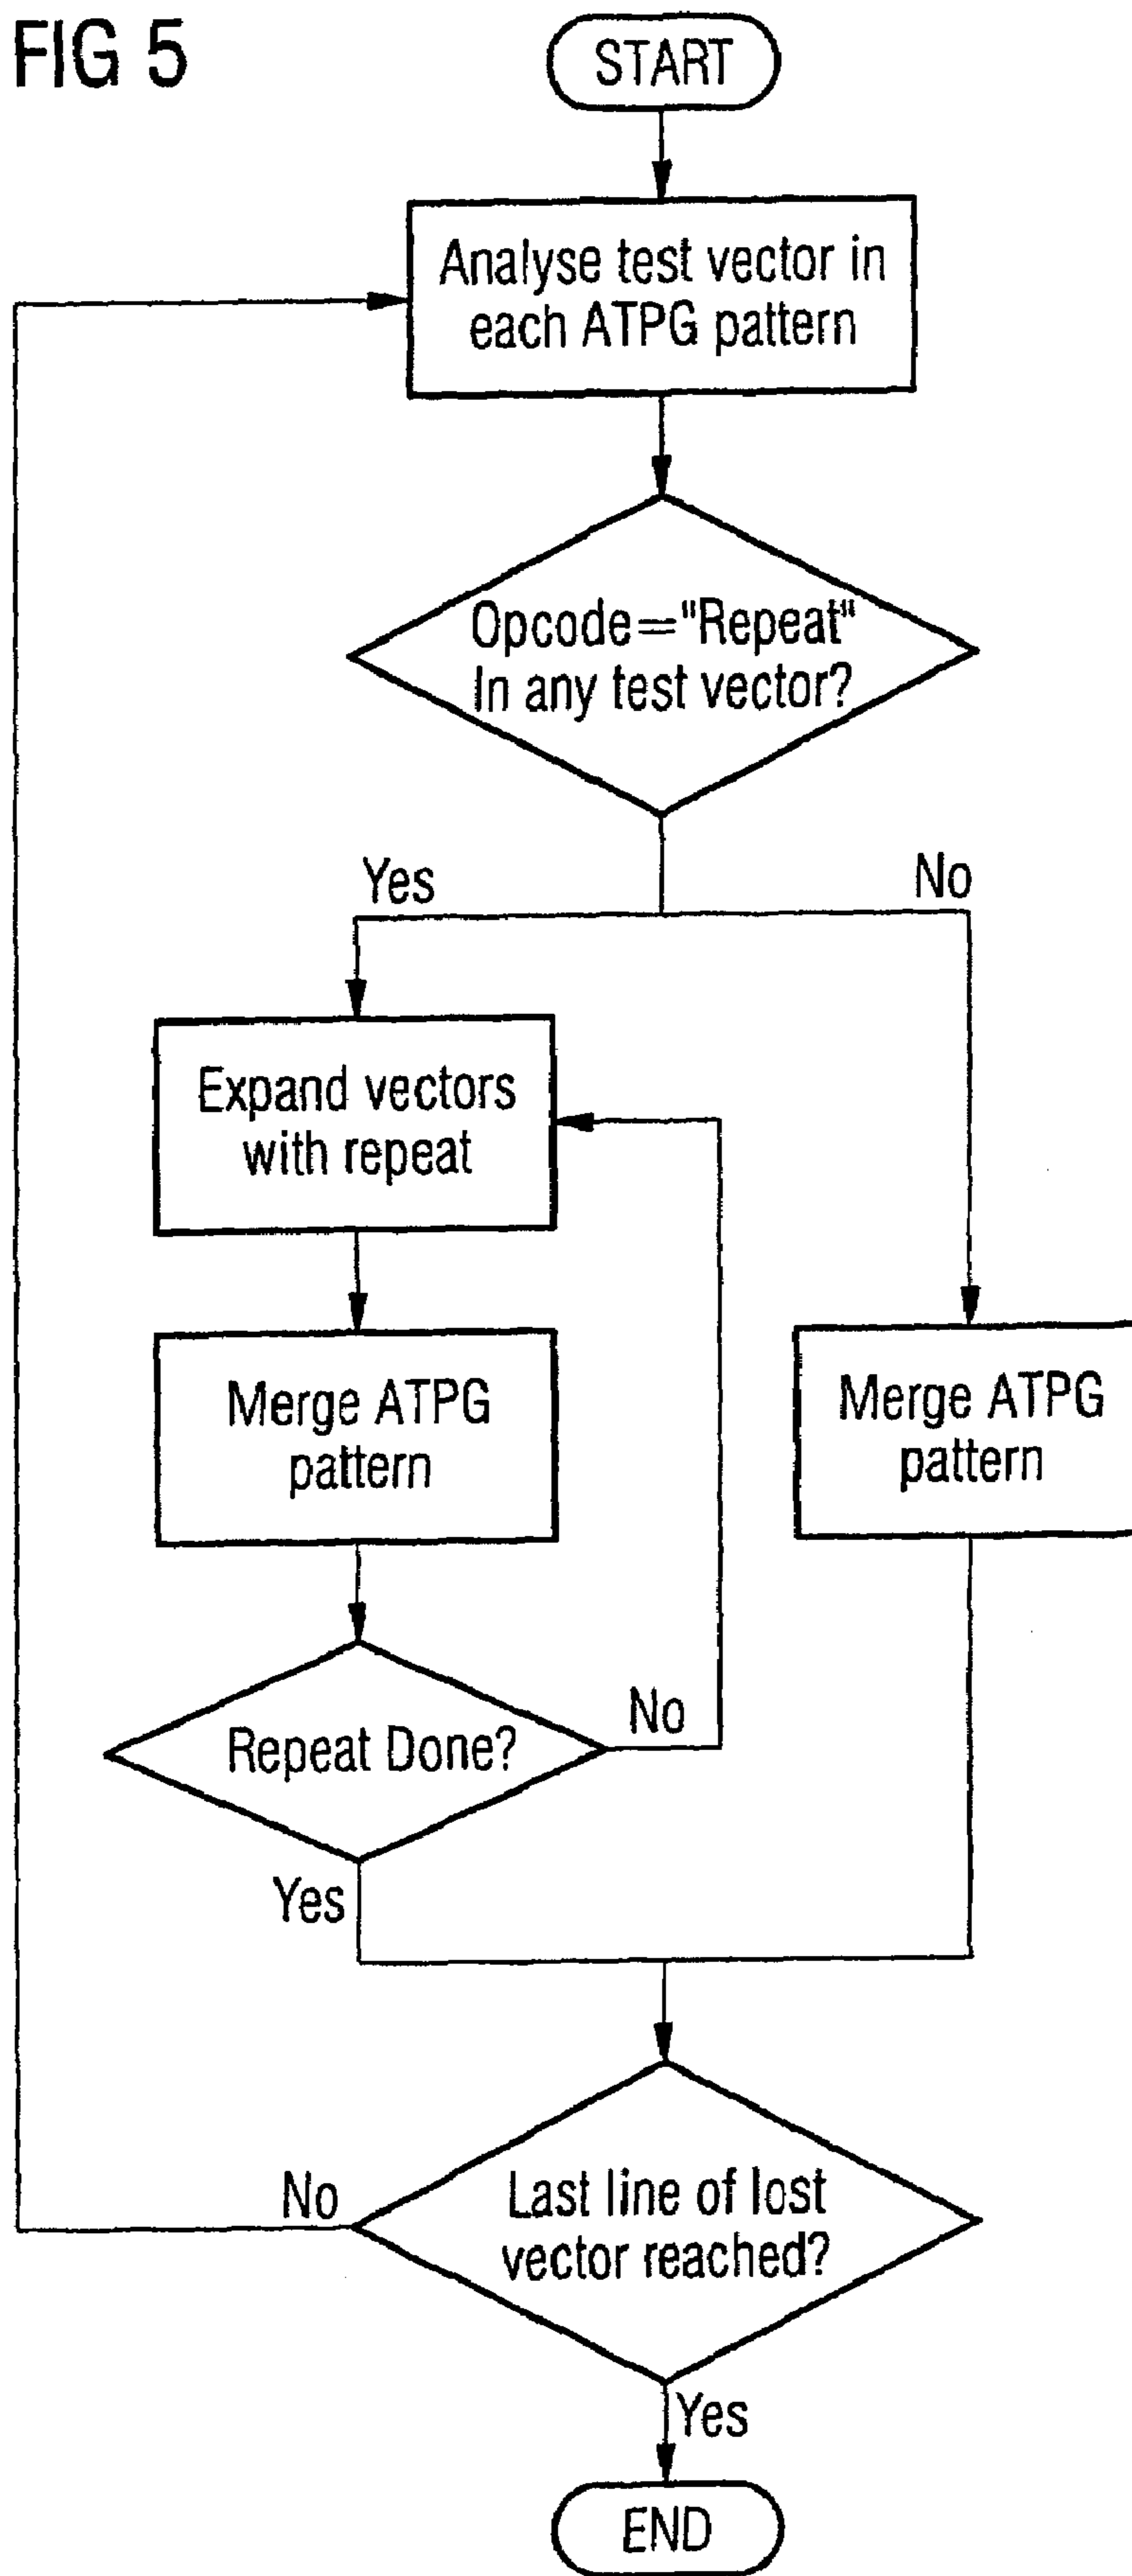 FIG 5
START
Analyse test vector in
each ATPG pattern
Opcode="Repeat"
In any test vector?
Yes
No
Expand vectors
with repeat
Merge ATPG
pattern
Merge ATPG
pattern
Repeat Done?
No
Yes
Last line of lost
vector reached?
No
Yes
END